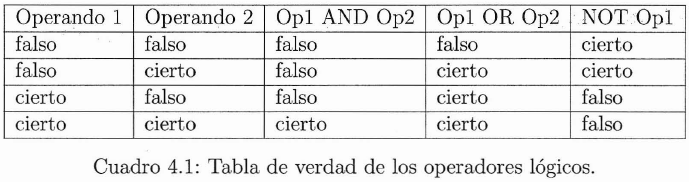 Operando 1 Operando 2 Op1 AND Op2 Op1 OR Op2 NOT Op1
falso falso falso falso cierto
falso cierto falso cierto cierto
cierto falso falso cierto falso
cierto cierto cierto cierto falso
Cuadro 4.1: Tabla de verdad de los operadores lógicos.